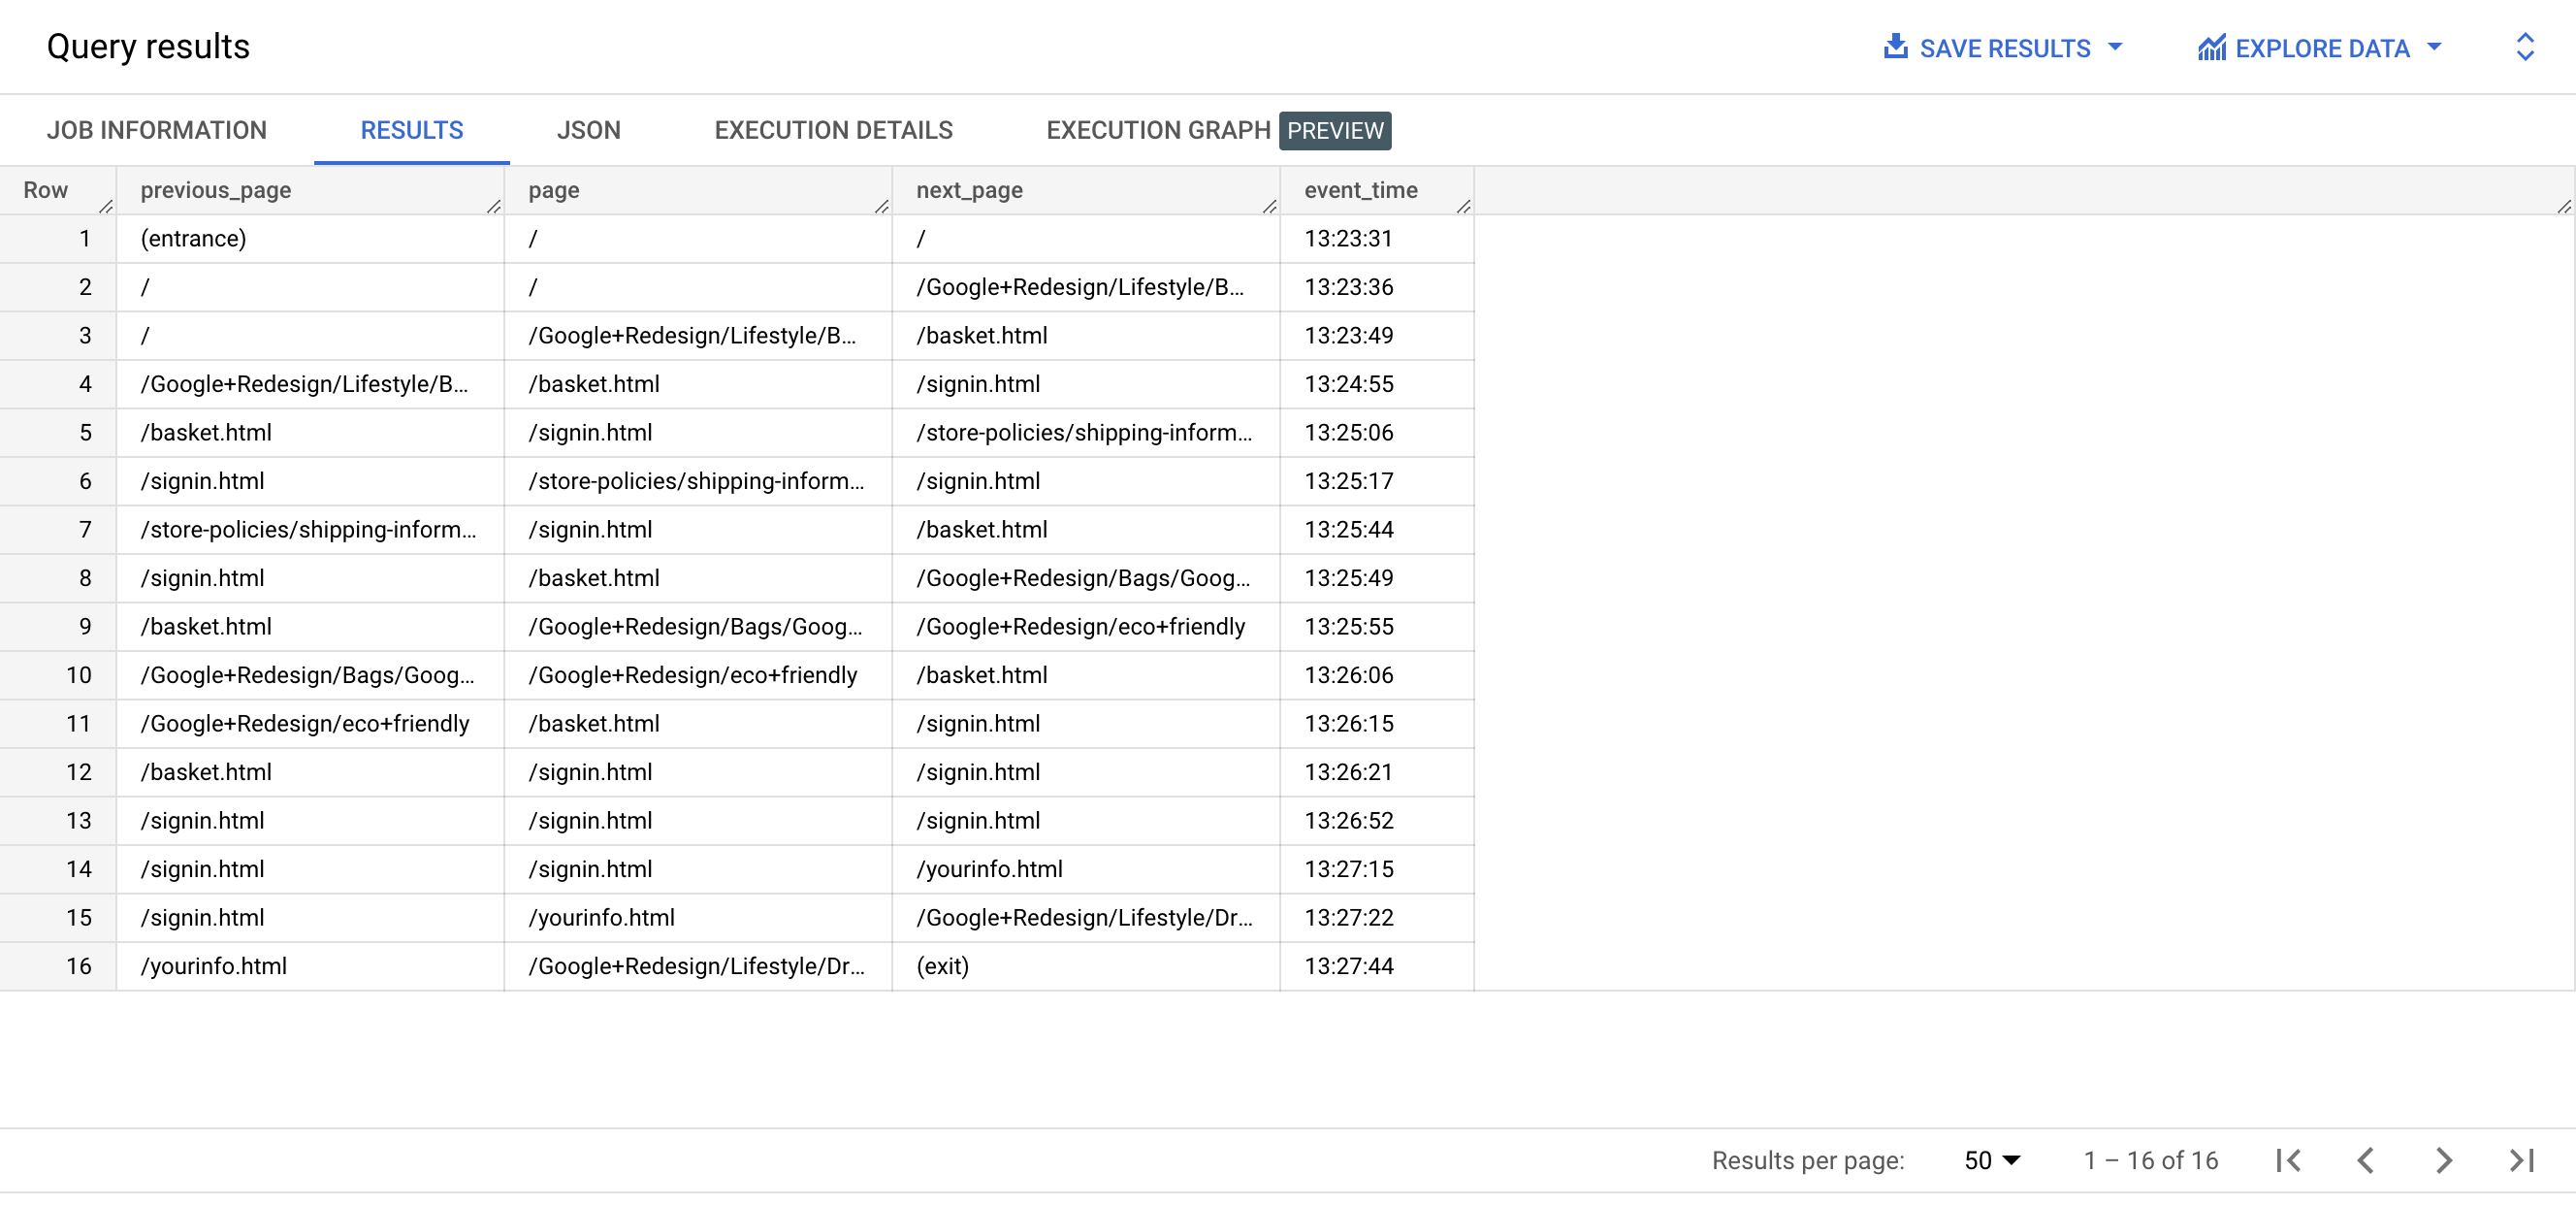 Query results SAVE RESULTS EXPLORE DATA
JOB INFORMATION RESULTS JSON EXECUTION DETAILS EXECUTION GRAPH PREVIEW
Row previous_page page next_page event_time
1 (entrance) / / 13:23:31
2 / / /Google+Redesign/Lifestyle/B... 13:23:36
3 / /Google+Redesign/Lifestyle/B... /basket.html 13:23:49
4 /Google+Redesign/Lifestyle/B... /basket.html /signin.html 13:24:55
5 /basket.html /signin.html /store-policies/shipping-inform... 13:25:06
6 /signin.html /store-policies/shipping-inform... /signin.html 13:25:17
7 /store-policies/shipping-inform... /signin.html /basket.html 13:25:44
8 /signin.html /basket.html /Google+Redesign/Bags/Goog... 13:25:49
9 /basket.html /Google+Redesign/Bags/Goog... /Google+Redesign/eco+friendly 13:25:55
10 /Google+Redesign/Bags/Goog... /Google+Redesign/eco+friendly /basket.html 13:26:06
11 /Google+Redesign/eco+friendly /basket.html /signin.html 13:26:15
12 /basket.html /signin.html /signin.html 13:26:21
13 /signin.html /signin.html /signin.html 13:26:52
14 /signin.html /signin.html /yourinfo.html 13:27:15
15 /signin.html /yourinfo.html /Google+Redesign/Lifestyle/Dr... 13:27:22
16 /yourinfo.html /Google+Redesign/Lifestyle/Dr... (exit) 13:27:44
Results per page: 50 1 – 16 of 16